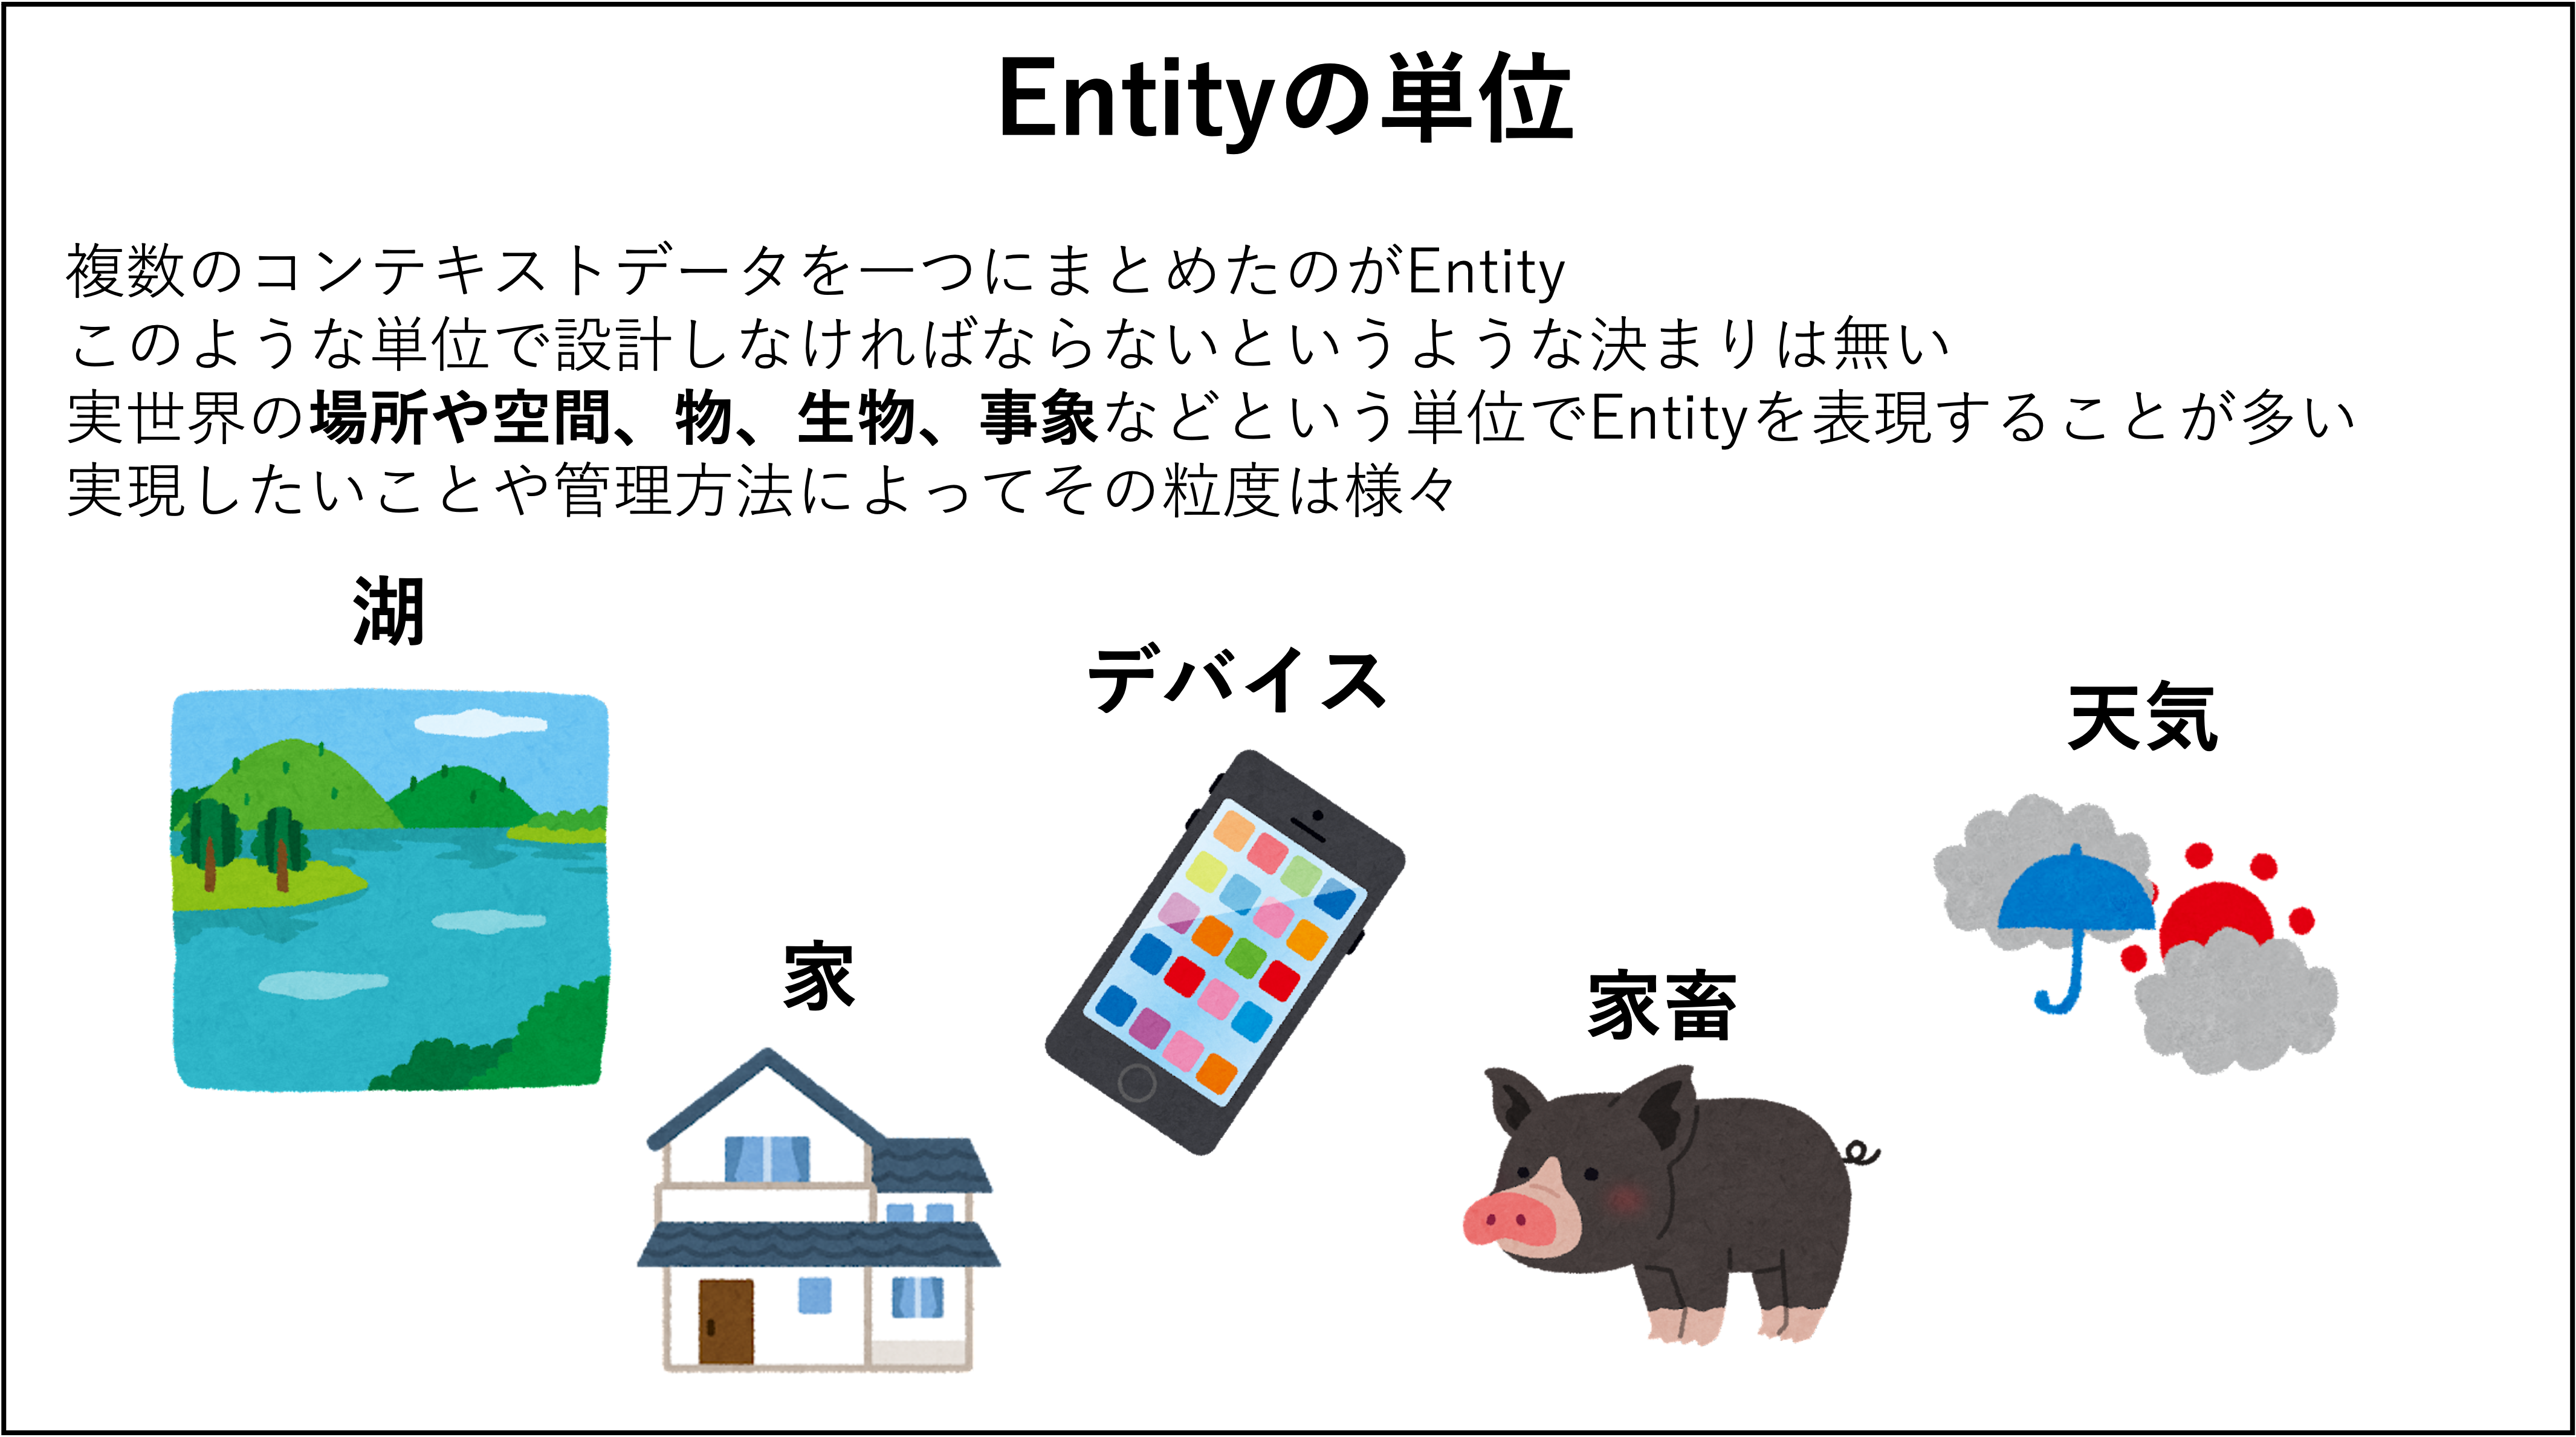 Entityの単位
複数のコンテキストデータを一つにまとめたのがEntity
このような単位で設計しなければならないというような決まりは無い
実世界の場所や空間、物、生物、事象などという単位でEntityを表現することが多い
実現したいことや管理方法によってその粒度は様々
湖
デバイス
天気
家
家畜